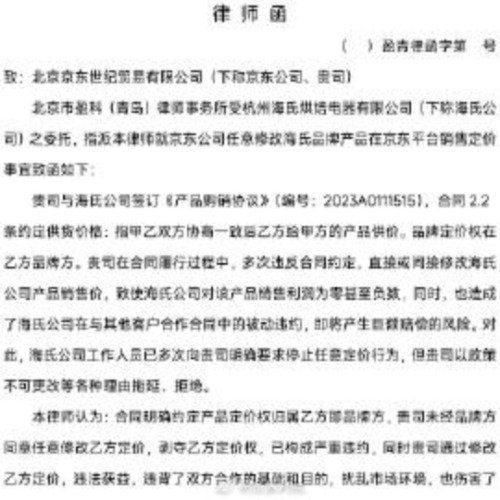 律 师 函
（ ）盈青律函字第 号
致：北京京东世纪贸易有限公司（下称京东公司、贵司）
北京市盈科（青岛）律师事务所受杭州海氏烘焙电器有限公司（下称海氏公
司）之委托，指派本律师就京东公司任意修改海氏品牌产品在京东平台销售定价
事宜致函如下：
贵司与海氏公司签订《产品购销协议》（编号：2023A0111515），合同 2.2
条约定供货价格：指甲乙双方协商一致后乙方给甲方的产品供价。品牌定价权在
乙方品牌方。贵司在合同履行过程中，多次违反合同约定，直接或间接修改海氏
公司产品销售价，致使海氏公司对该产品销售利润为零甚至负数，同时，也造成
了海氏公司在与其他客户合作合同中的被动违约，即将产生巨额赔偿的风险。对
此，海氏公司工作人员已多次向贵司明确要求停止任意定价行为，但贵司以政策
不可更改等各种理由拖延、拒绝。
本律师认为：合同明确约定产品定价权归属乙方即品牌方，贵司未经品牌方
同意任意修改乙方定价，剥夺乙方定价权，已构成严重违约，同时贵司通过修改
乙方定价，违法获益，违背了双方合作的基础和目的，扰乱市场环境，也伤害了